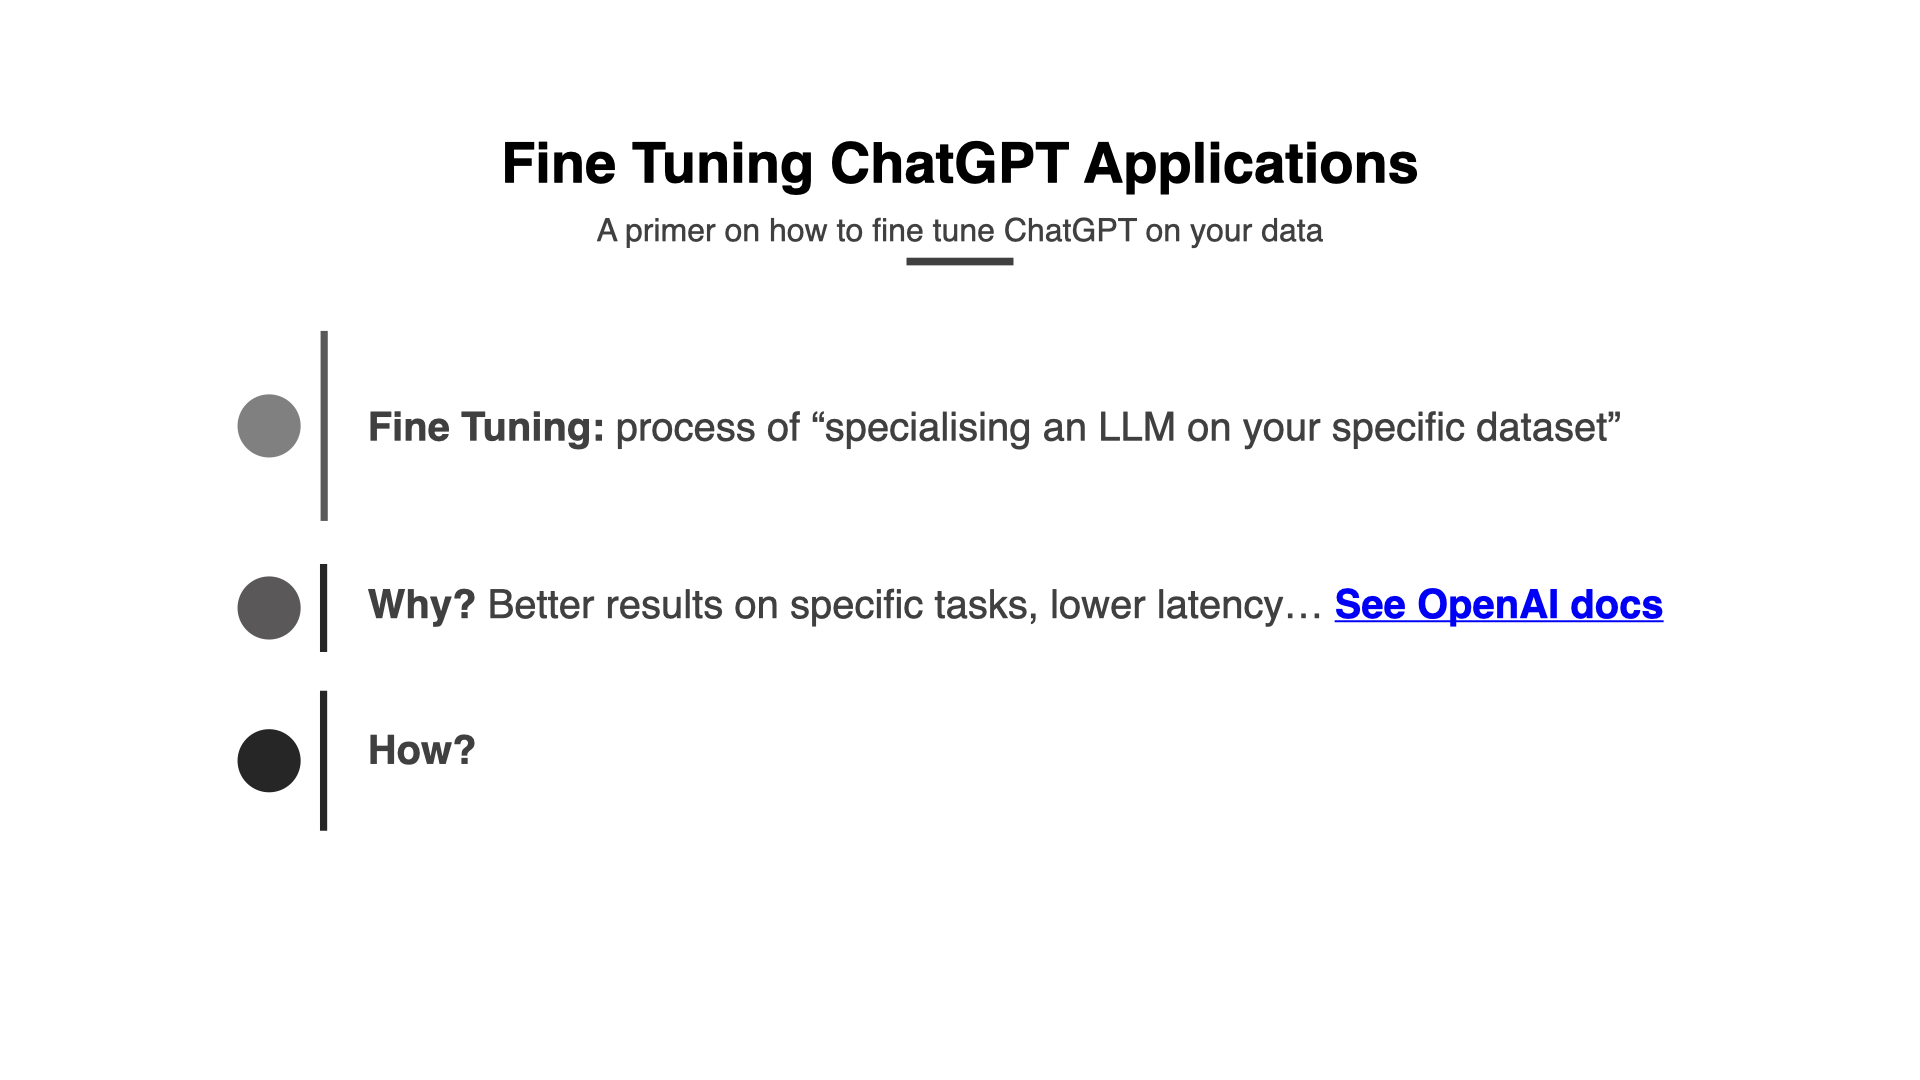 Fine Tuning ChatGPT Applications
A primer on how to fine tune ChatGPT on your data
Fine Tuning: process of “specialising an LLM on your specific dataset”
Why? Better results on specific tasks, lower latency… See OpenAI docs
How?